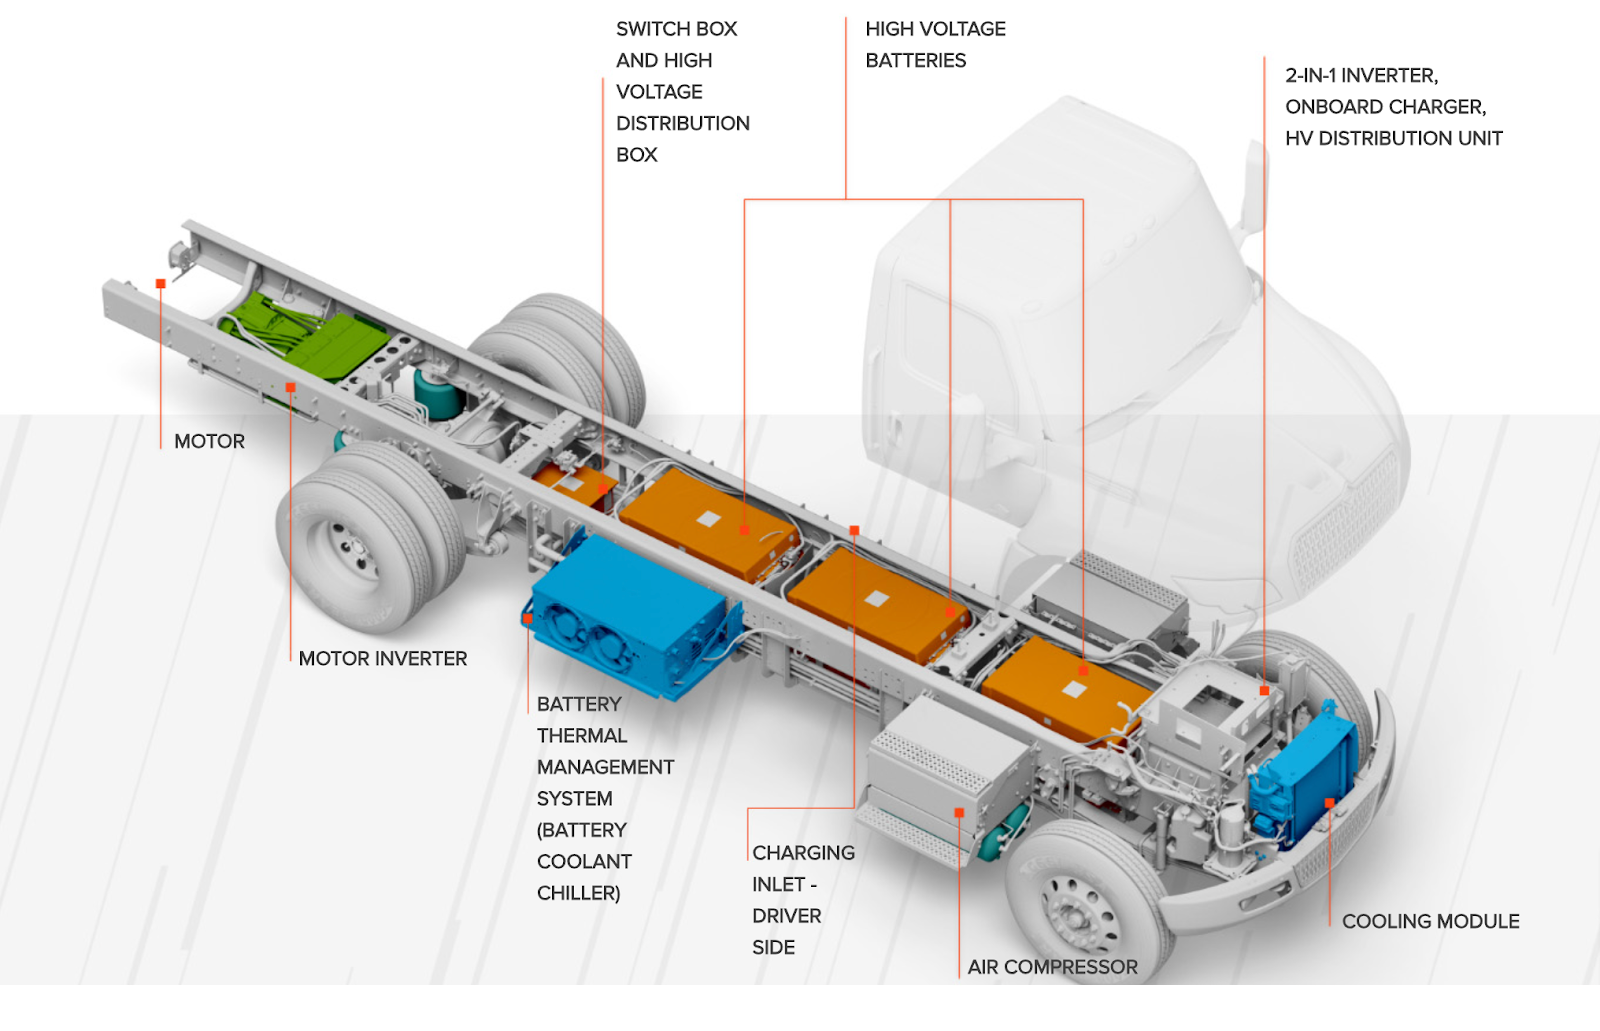 SWITCH BOX
AND HIGH
VOLTAGE
DISTRIBUTION
BOX
HIGH VOLTAGE
BATTERIES
2-IN-1 INVERTER,
ONBOARD CHARGER,
HV DISTRIBUTION UNIT
MOTOR
MOTOR INVERTER
BATTERY
THERMAL
MANAGEMENT
SYSTEM
(BATTERY
COOLANT
CHILLER)
CHARGING
INLET -
DRIVER
SIDE
AIR COMPRESSOR
COOLING MODULE